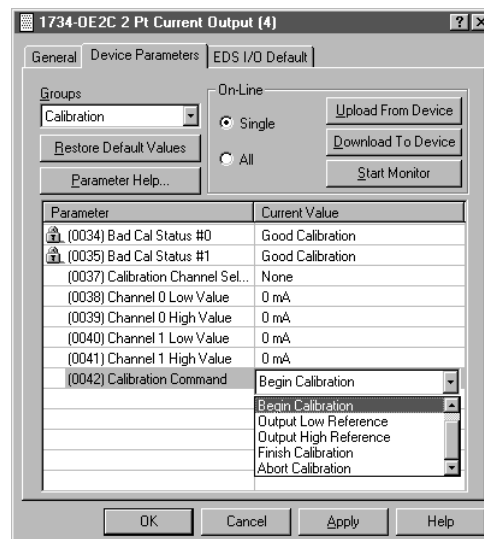 1734-OE2C 2 Pt Current Output (4)
General Device Parameters EDS I/O Default
Groups
Calibration
Restore Default Values
Parameter Help...
On-Line
Single
All
Upload From Device
Download To Device
Start Monitor
Parameter Current Value
(0034) Bad Cal Status #0 Good Calibration
(0035) Bad Cal Status #1 Good Calibration
(0037) Calibration Channel Sel... None
(0038) Channel 0 Low Value 0 mA
(0039) Channel 0 High Value 0 mA
(0040) Channel 1 Low Value 0 mA
(0041) Channel 1 High Value 0 mA
(0042) Calibration Command Begin Calibration
Begin Calibration
Output Low Reference
Output High Reference
Finish Calibration
Abort Calibration
OK Cancel Apply Help